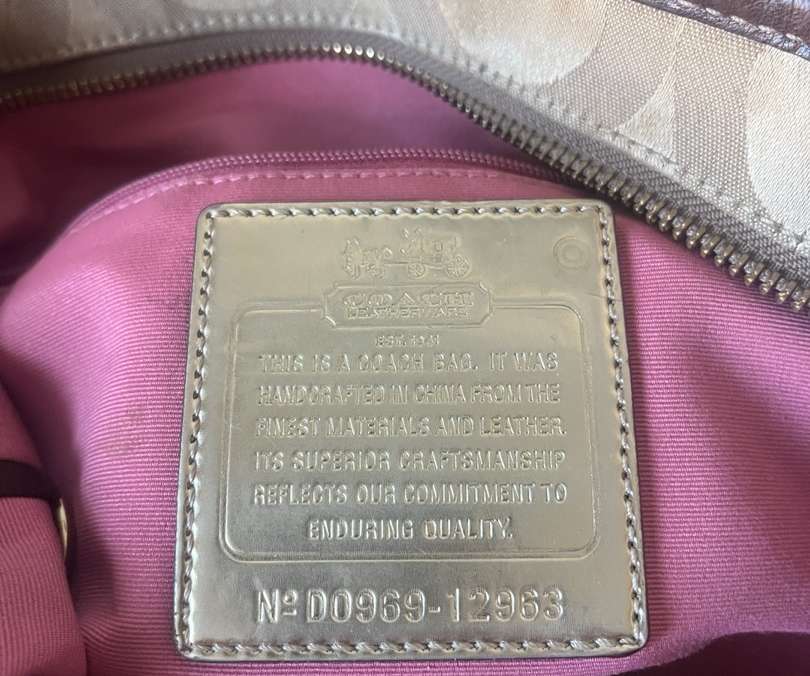 COACH
LEATHERWARE
EST. 1941
THIS IS A COACH BAG. IT WAS
HANDCRAFTED IN CHINA FROM THE
FINEST MATERIALS AND LEATHER.
ITS SUPERIOR CRAFTSMANSHIP
REFLECTS OUR COMMITMENT TO
ENDURING QUALITY.
Nº D0969-12963